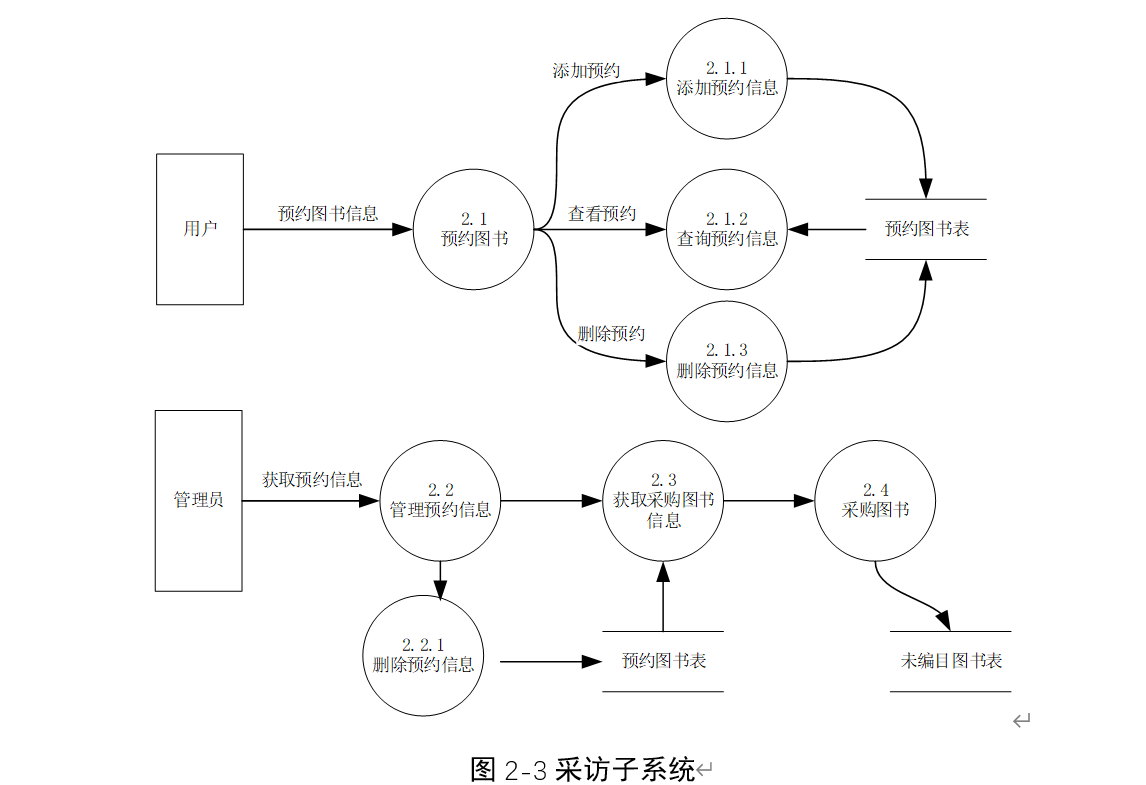 添加预约
2.1.1
添加预约信息
用户
预约图书信息
2.1
预约图书
查看预约
2.1.2
查询预约信息
预约图书表
删除预约
2.1.3
删除预约信息
管理员
获取预约信息
2.2
管理预约信息
2.3
获取采购图书
信息
2.4
采购图书
2.2.1
删除预约信息
预约图书表
未编目图书表
图 2-3 采访子系统